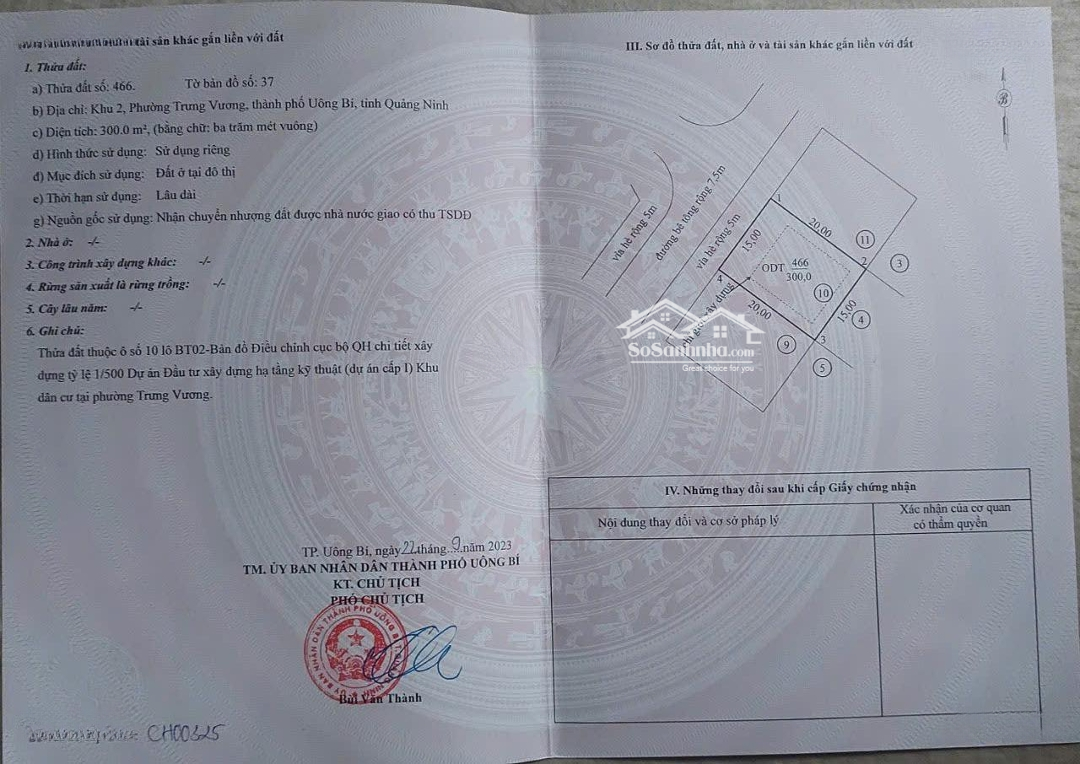 tài sản khác gắn liền với đất
1. Thửa đất:
a) Thửa đất số: 466. Tờ bản đồ số: 37
b) Địa chỉ: Khu 2, Phường Trưng Vương, thành phố Uông Bí, tỉnh Quảng Ninh
c) Diện tích: 300.0 m², (bằng chữ: ba trăm mét vuông)
d) Hình thức sử dụng: Sử dụng riêng
đ) Mục đích sử dụng: Đất ở tại đô thị
e) Thời hạn sử dụng: Lâu dài
g) Nguồn gốc sử dụng: Nhận chuyển nhượng đất được nhà nước giao có thu TSDĐ
2. Nhà ở: -/-
3. Công trình xây dựng khác: -/-
4. Rừng sản xuất là rừng trồng: -/-
5. Cây lâu năm: -/-
6. Ghi chú:
Thửa đất thuộc ô số 10 lô BT02-Bản đồ Điều chỉnh cục bộ QH chi tiết xây
dựng tỷ lệ 1/500 Dự án Đầu tư xây dựng hạ tầng kỹ thuật (dự án cấp I) Khu
dân cư tại phường Trưng Vương.
TP. Uông Bí, ngày 22 tháng 9 năm 2023
TM. ỦY BAN NHÂN DÂN THÀNH PHỐ UÔNG BÍ
KT. CHỦ TỊCH
PHÓ CHỦ TỊCH
Bùi Văn Thành
CH00325
III. Sơ đồ thửa đất, nhà ở và tài sản khác gắn liền với đất
B
vỉa hè rộng 5m
đường bê tông rộng 7,5m
vỉa hè rộng 5m
1
20,00
15,00
11
2
3
ODT 466
300,0
10
4
xây dựng
20,00
15,00
4
9
3
5
SoSanhnha.com
Great choice for you
IV. Những thay đổi sau khi cấp Giấy chứng nhận
Nội dung thay đổi và cơ sở pháp lý
Xác nhận của cơ quan
có thẩm quyền